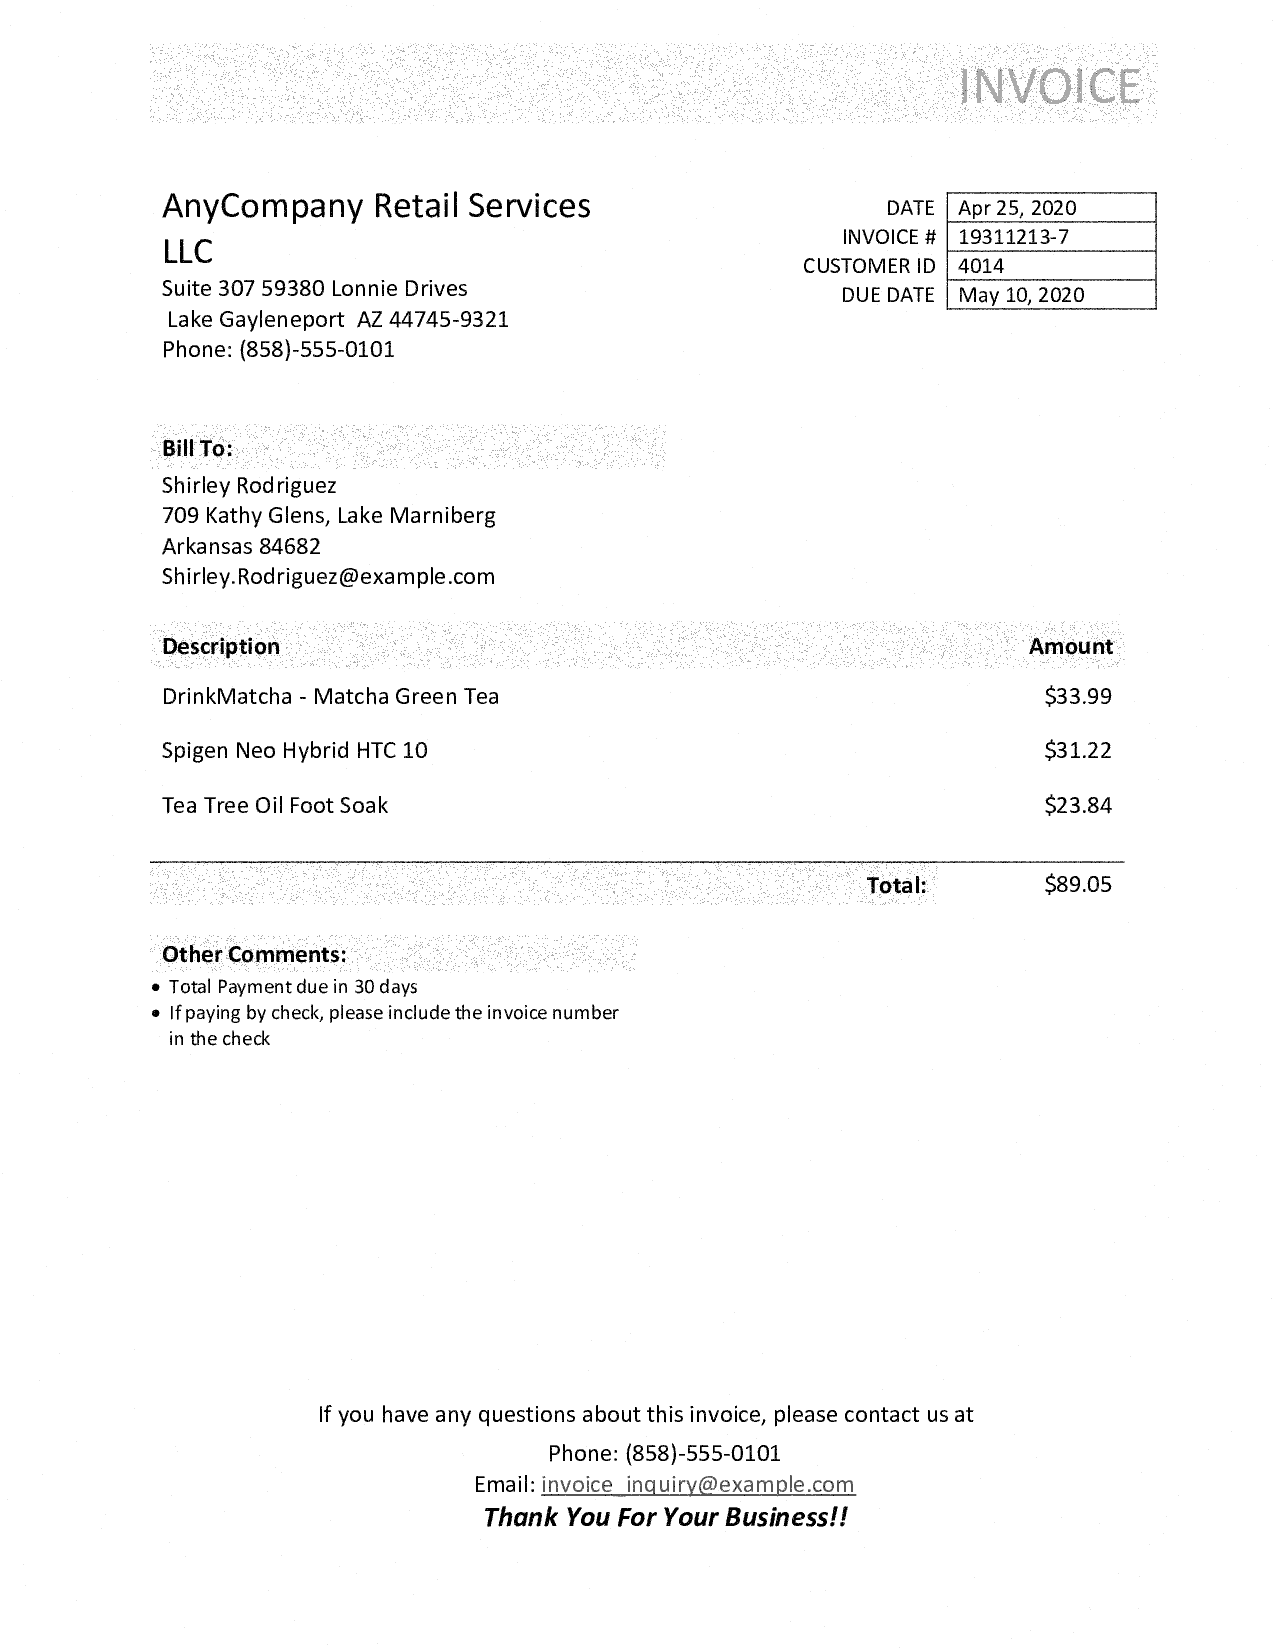 INVOICE
AnyCompany Retail Services
LLC
Suite 307 59380 Lonnie Drives
Lake Gayleneport AZ 44745-9321
Phone: (858)-555-0101
DATE Apr 25, 2020
INVOICE # 19311213-7
CUSTOMER ID 4014
DUE DATE May 10, 2020
Bill To:
Shirley Rodriguez
709 Kathy Glens, Lake Marniberg
Arkansas 84682
Shirley.Rodriguez@example.com
Description Amount
DrinkMatcha - Matcha Green Tea $33.99
Spigen Neo Hybrid HTC 10 $31.22
Tea Tree Oil Foot Soak $23.84
Total: $89.05
Other Comments:
• Total Payment due in 30 days
• If paying by check, please include the invoice number
in the check
If you have any questions about this invoice, please contact us at
Phone: (858)-555-0101
Email: invoice_inquiry@example.com
Thank You For Your Business!!